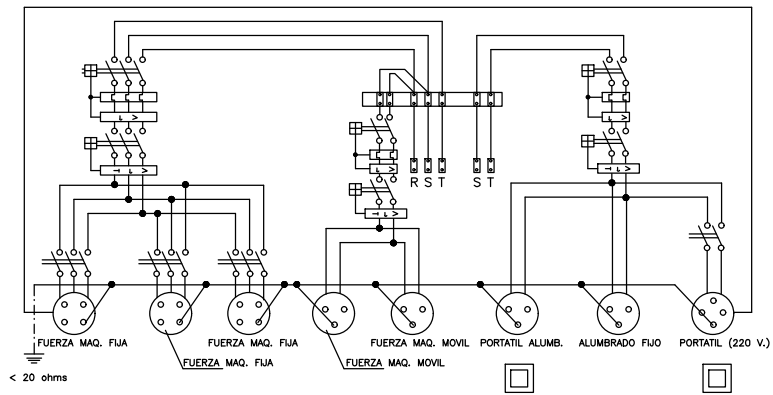 R S T S T
FUERZA MAQ. FIJA
FUERZA MAQ. FIJA
FUERZA MAQ. MOVIL
PORTATIL ALUMB.
ALUMBRADO FIJO
PORTATIL (220 V.)
FUERZA MAQ. FIJA
FUERZA MAQ. MOVIL
< 20 ohms